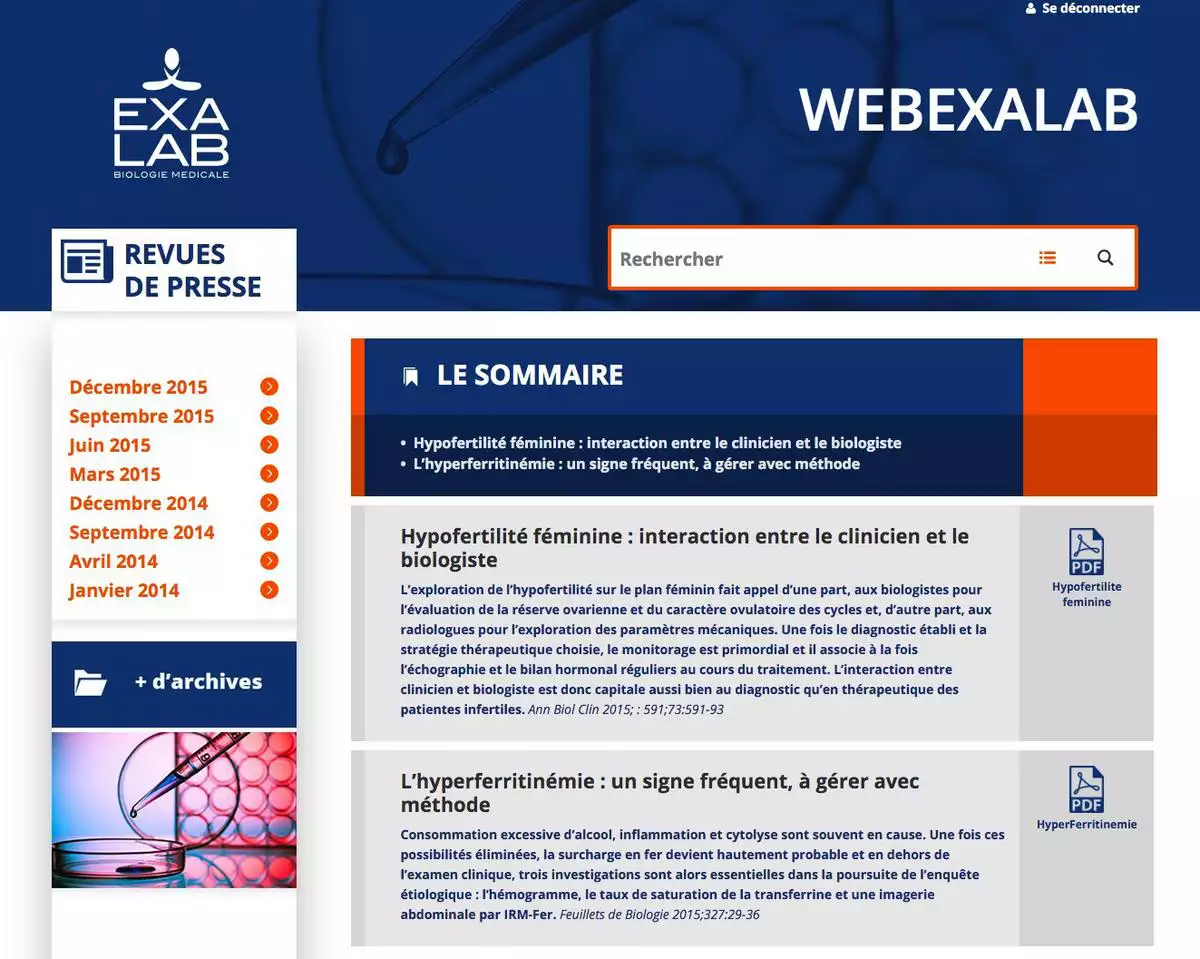 Se déconnecter
EXA
LAB
BIOLOGIE MEDICALE
WEBEXALAB
REVUES
DE PRESSE
Rechercher
Décembre 2015
Septembre 2015
Juin 2015
Mars 2015
Décembre 2014
Septembre 2014
Avril 2014
Janvier 2014
+ d’archives
LE SOMMAIRE
• Hypofertilité féminine : interaction entre le clinicien et le biologiste
• L’hyperferritinémie : un signe fréquent, à gérer avec méthode
Hypofertilité féminine : interaction entre le clinicien et le
biologiste
L’exploration de l’hypofertilité sur le plan féminin fait appel d’une part, aux biologistes pour
l’évaluation de la réserve ovarienne et du caractère ovulatoire des cycles et, d’autre part, aux
radiologues pour l’exploration des paramètres mécaniques. Une fois le diagnostic établi et la
stratégie thérapeutique choisie, le monitorage est primordial et il associe à la fois
l’échographie et le bilan hormonal réguliers au cours du traitement. L’interaction entre
clinicien et biologiste est donc capitale aussi bien au diagnostic qu’en thérapeutique des
patientes infertiles. Ann Biol Clin 2015; : 591;73:591-93
PDF
Hypofertilite
feminine
L’hyperferritinémie : un signe fréquent, à gérer avec
méthode
Consommation excessive d’alcool, inflammation et cytolyse sont souvent en cause. Une fois ces
possibilités éliminées, la surcharge en fer devient hautement probable et en dehors de
l’examen clinique, trois investigations sont alors essentielles dans la poursuite de l’enquête
étiologique : l’hémogramme, le taux de saturation de la transferrine et une imagerie
abdominale par IRM-Fer. Feuillets de Biologie 2015;327:29-36
PDF
HyperFerritinemie